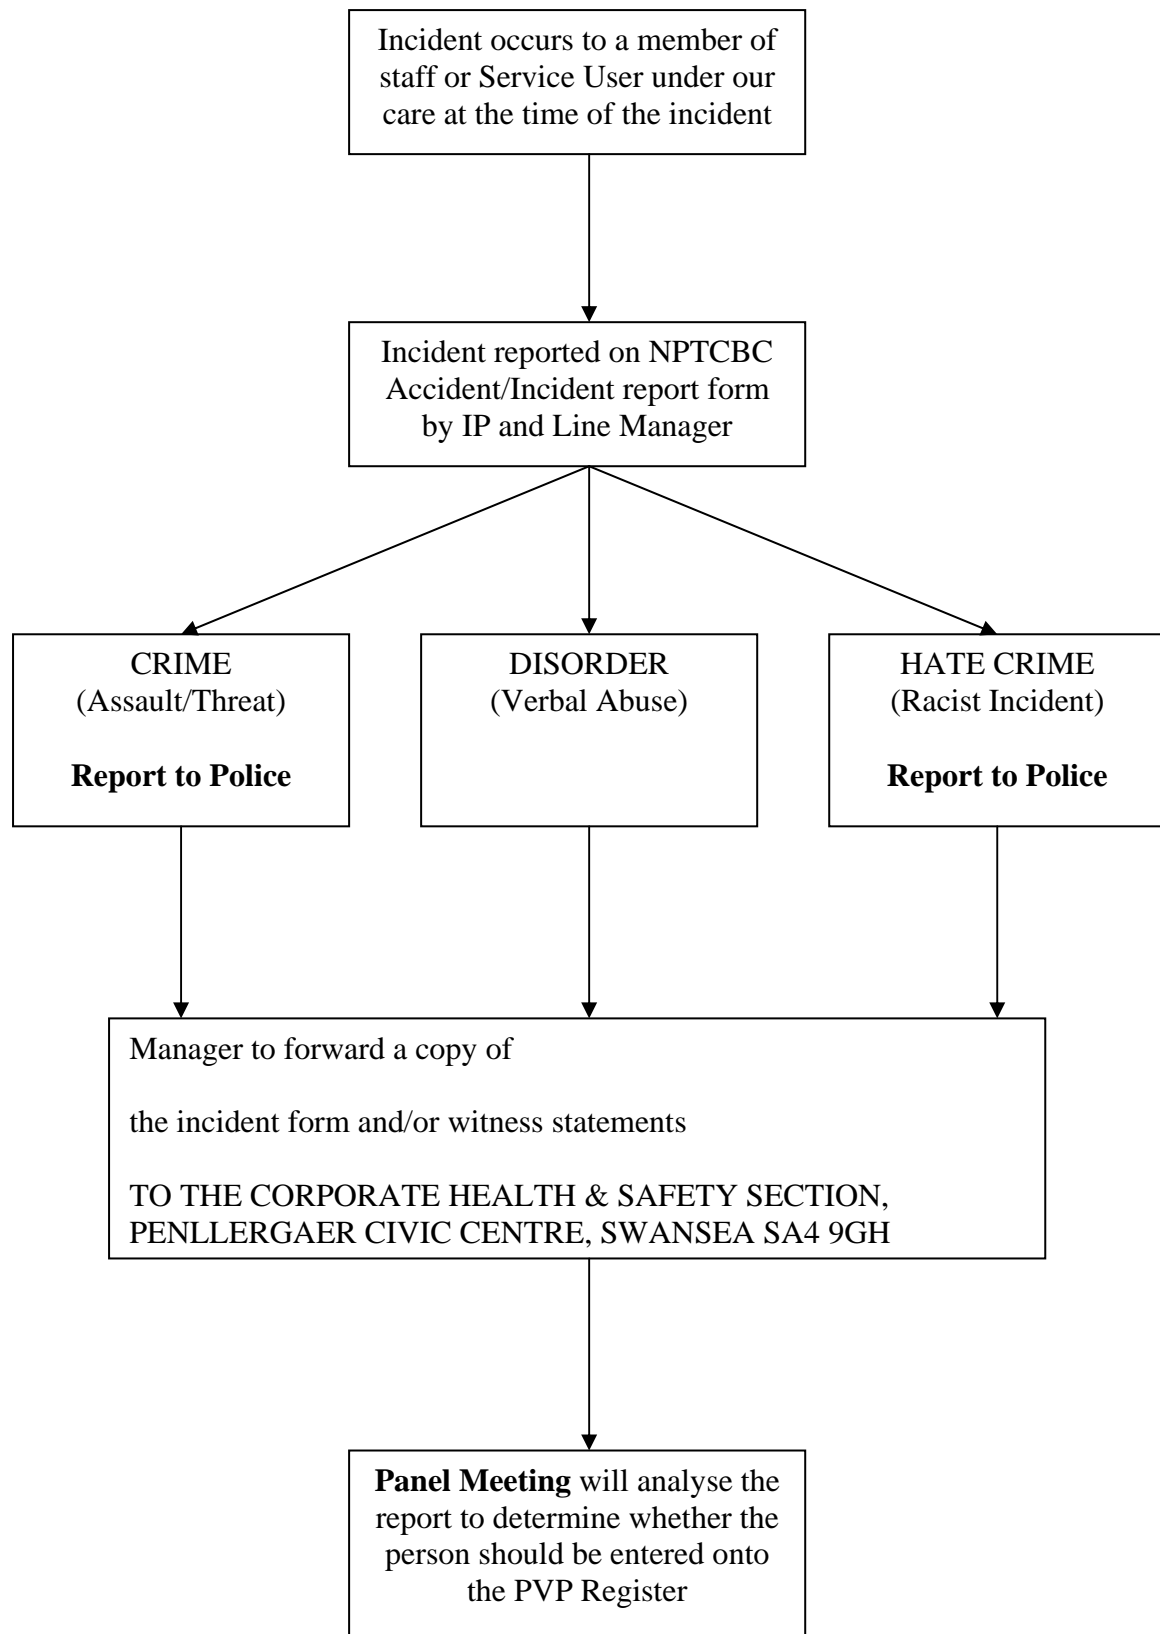 Incident occurs to a member of
staff or Service User under our
care at the time of the incident
Incident reported on NPTCBC
Accident/Incident report form
by IP and Line Manager
CRIME
(Assault/Threat)
Report to Police
DISORDER
(Verbal Abuse)
HATE CRIME
(Racist Incident)
Report to Police
Manager to forward a copy of
the incident form and/or witness statements
TO THE CORPORATE HEALTH & SAFETY SECTION,
PENLLERGAER CIVIC CENTRE, SWANSEA SA4 9GH
Panel Meeting will analyse the
report to determine whether the
person should be entered onto
the PVP Register